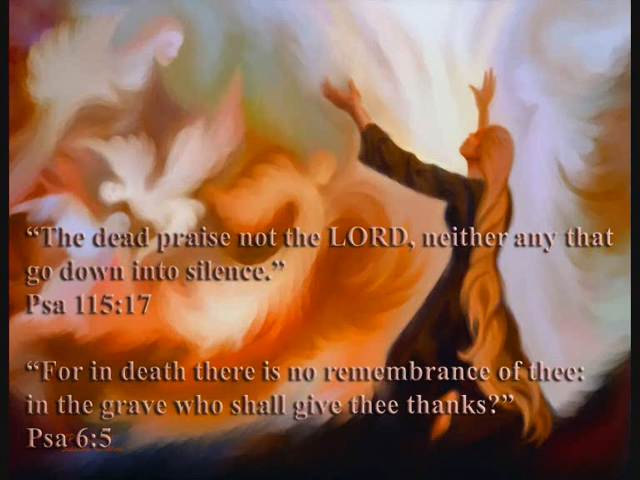 “The dead praise not the LORD, neither any that
go down into silence.”
Psa 115:17
“For in death there is no remembrance of thee:
in the grave who shall give thee thanks?”
Psa 6:5